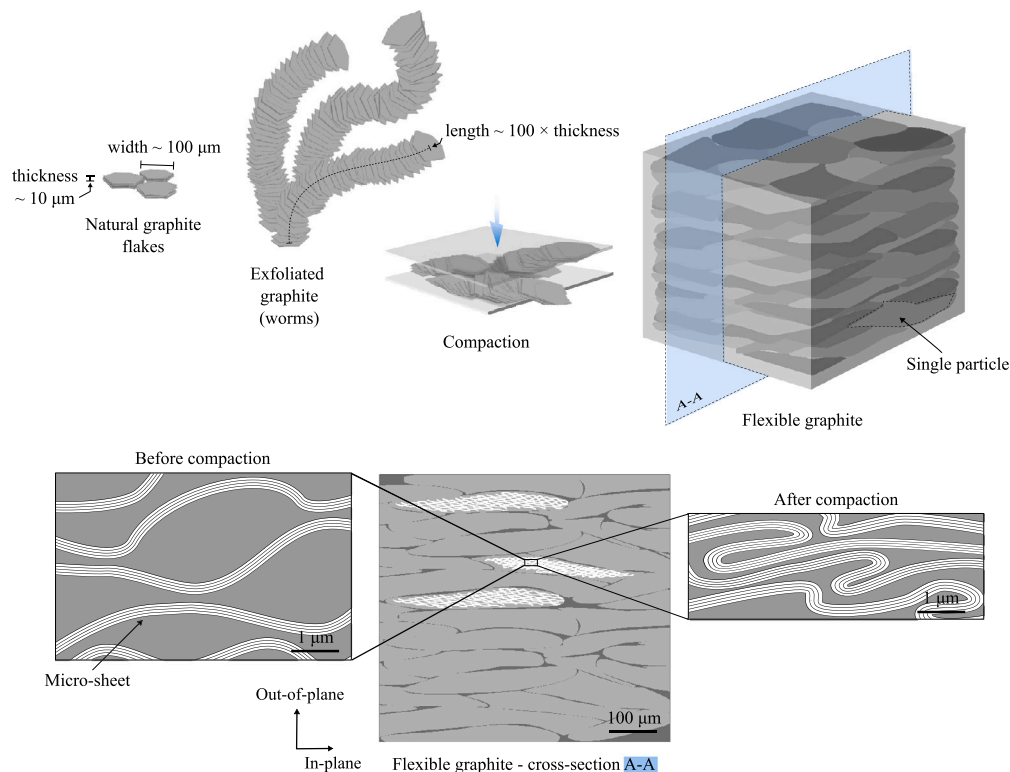 width ~ 100 μm
thickness
~ 10 μm
Natural graphite
flakes
length ~ 100 × thickness
Exfoliated
graphite
(worms)
Compaction
Single particle
A-A
Flexible graphite
Before compaction
1 μm
Micro-sheet
After compaction
1 μm
100 μm
Out-of-plane
In-plane
Flexible graphite - cross-section A-A